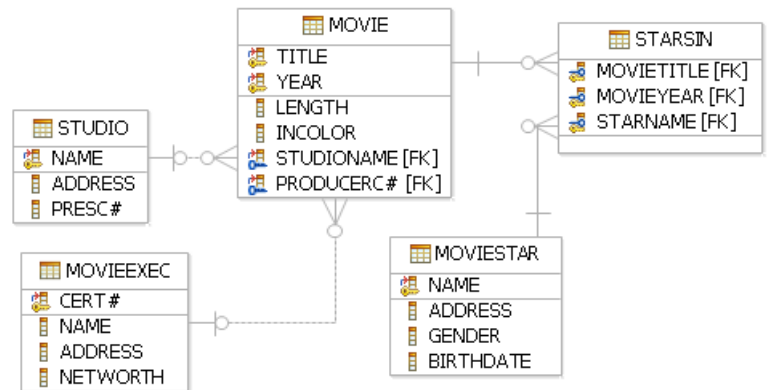 MOVIE
TITLE
YEAR
LENGTH
INCOLOR
STUDIONAME [FK]
PRODUCERC# [FK]
STARSIN
MOVIETITLE [FK]
MOVIEYEAR [FK]
STARNAME [FK]
STUDIO
NAME
ADDRESS
PRESC#
MOVIEEXEC
CERT#
NAME
ADDRESS
NETWORTH
MOVIESTAR
NAME
ADDRESS
GENDER
BIRTHDATE